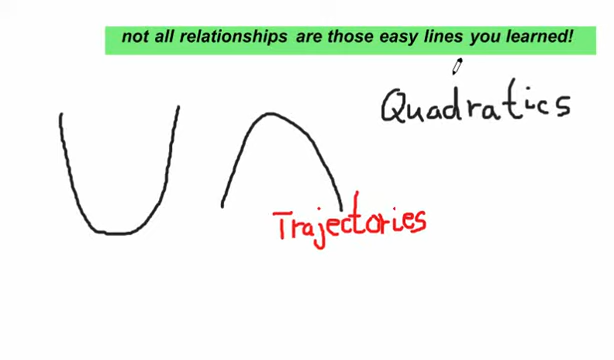 not all relationships are those easy lines you learned!
Quadratics
Trajectories